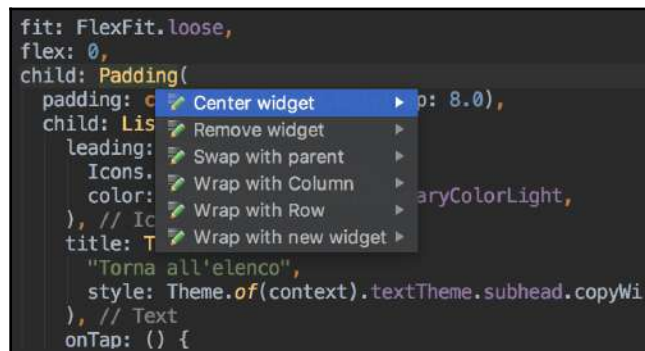 fit: FlexFit.loose,
flex: 0,
child: Padding(
padding: c Center widget p: 8.0),
child: Lis Remove widget
leading: Swap with parent
Icons. Wrap with Column
color: Wrap with Row aryColorLight,
), // Ic Wrap with new widget
title: T
"Torna all'elenco",
style: Theme.of(context).textTheme.subhead.copyWi
), // Text
onTap: () {